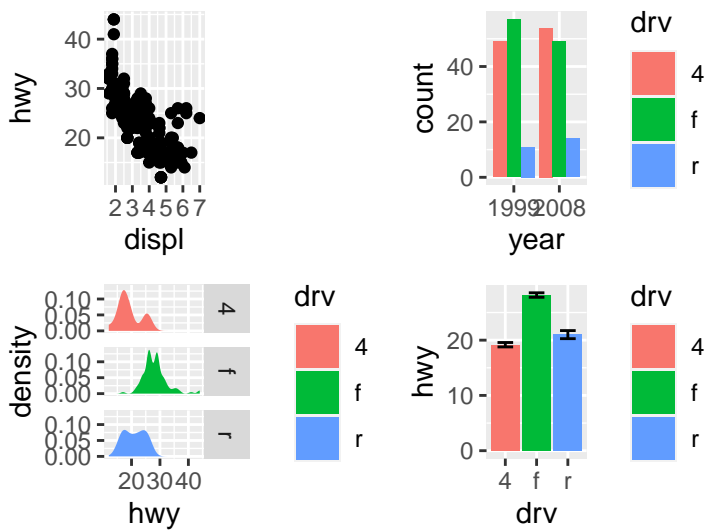 40
30
20
hwy
2 3 4 5 6 7
displ
40
20
0
count
1999 2008
year
drv
4
f
r
0.10
0.05
0.00
0.10
0.05
0.00
0.10
0.05
0.00
density
4
f
r
20 30 40
hwy
drv
4
f
r
20
10
0
hwy
4 f r
drv
drv
4
f
r